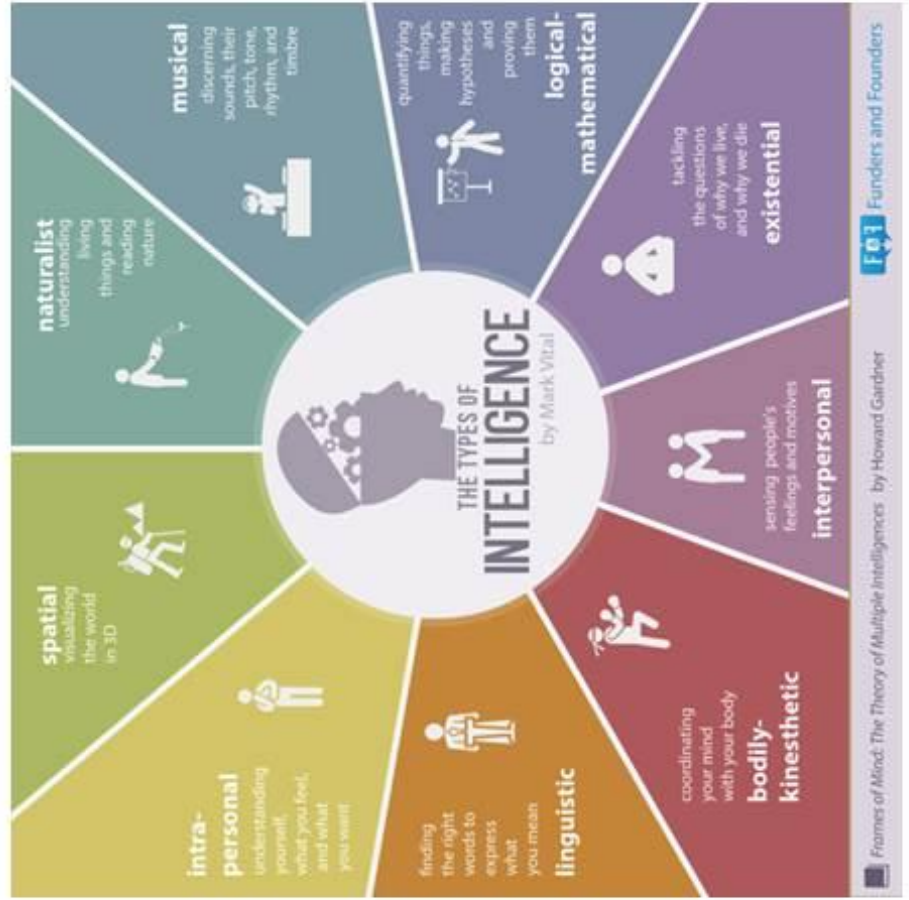 THE TYPES OF
INTELLIGENCE
by Mark Vital
spatial
visualizing
the world
in 3D
naturalist
understanding
living
things and
reading
nature
musical
discerning
sounds, their
pitch, tone,
rhythm, and
timbre
quantifying
things,
making
hypotheses
and
proving
them
logical-
mathematical
tackling
the questions
of why we live,
and why we die
existential
sensing people's
feelings and motives
interpersonal
coordinating
your mind
with your body
bodily-
kinesthetic
finding
the right
words to
express
what
you mean
linguistic
intra-
personal
understanding
yourself,
what you feel,
and what
you want
Frames of Mind: The Theory of Multiple Intelligences by Howard Gardner
F&F Funders and Founders